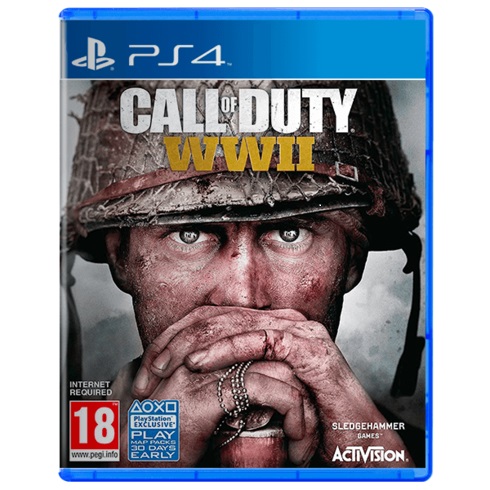 PS4
CALL OF DUTY
WWII
INTERNET
REQUIRED
18
www.pegi.info
PlayStation
EXCLUSIVE
PLAY
MAP PACKS
30 DAYS
EARLY
SLEDGEHAMMER
GAMES
ACTIVISION